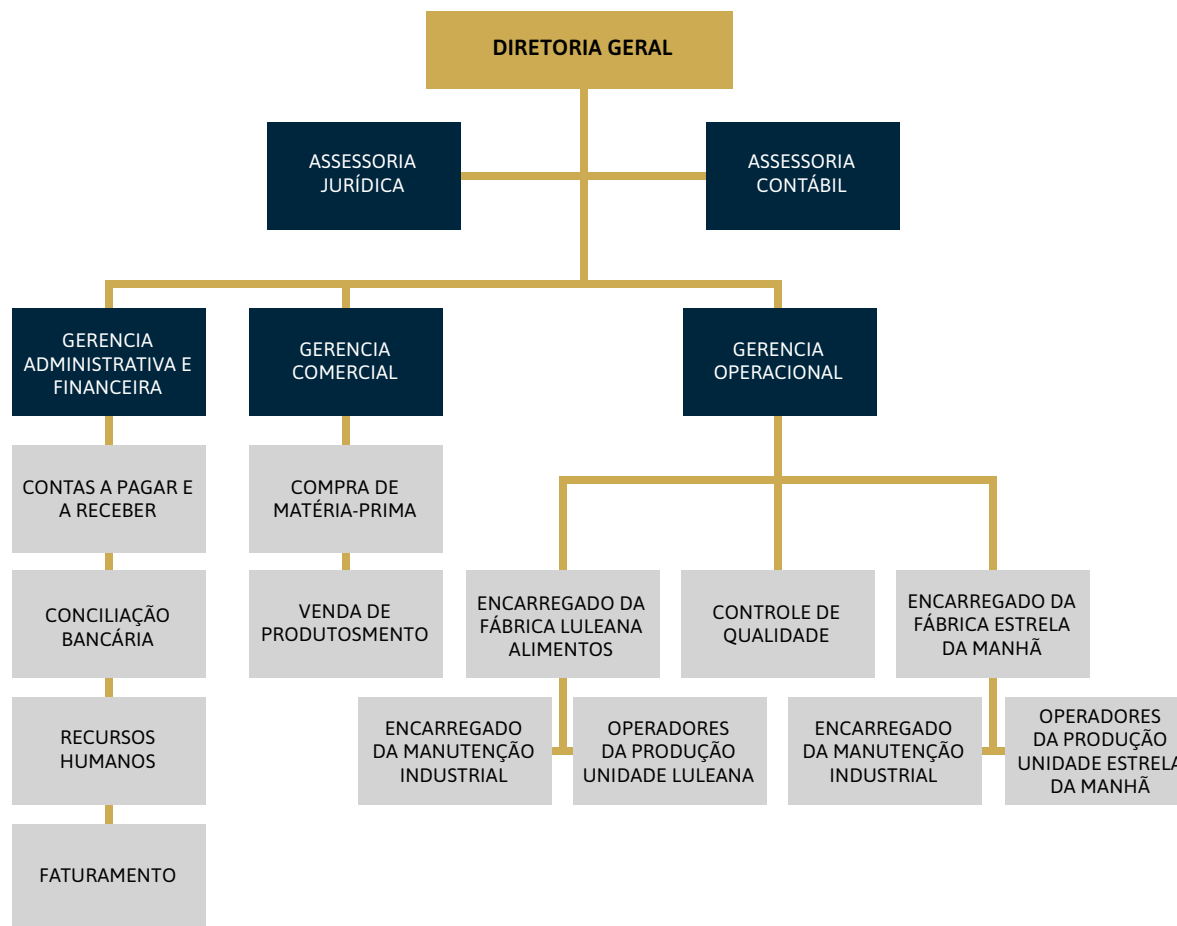 DIRETORIA GERAL
ASSESSORIA
JURÍDICA
ASSESSORIA
CONTÁBIL
GERENCIA
ADMINISTRATIVA E
FINANCEIRA
GERENCIA
COMERCIAL
GERENCIA
OPERACIONAL
CONTAS A PAGAR E
A RECEBER
COMPRA DE
MATÉRIA-PRIMA
CONCILIAÇÃO
BANCÁRIA
VENDA DE
PRODUTOSMENTO
ENCARREGADO DA
FÁBRICA LULEANA
ALIMENTOS
CONTROLE DE
QUALIDADE
ENCARREGADO DA
FÁBRICA ESTRELA
DA MANHÃ
RECURSOS
HUMANOS
ENCARREGADO
DA MANUTENÇÃO
INDUSTRIAL
OPERADORES
DA PRODUÇÃO
UNIDADE LULEANA
ENCARREGADO
DA MANUTENÇÃO
INDUSTRIAL
OPERADORES
DA PRODUÇÃO
UNIDADE ESTRELA
DA MANHÃ
FATURAMENTO